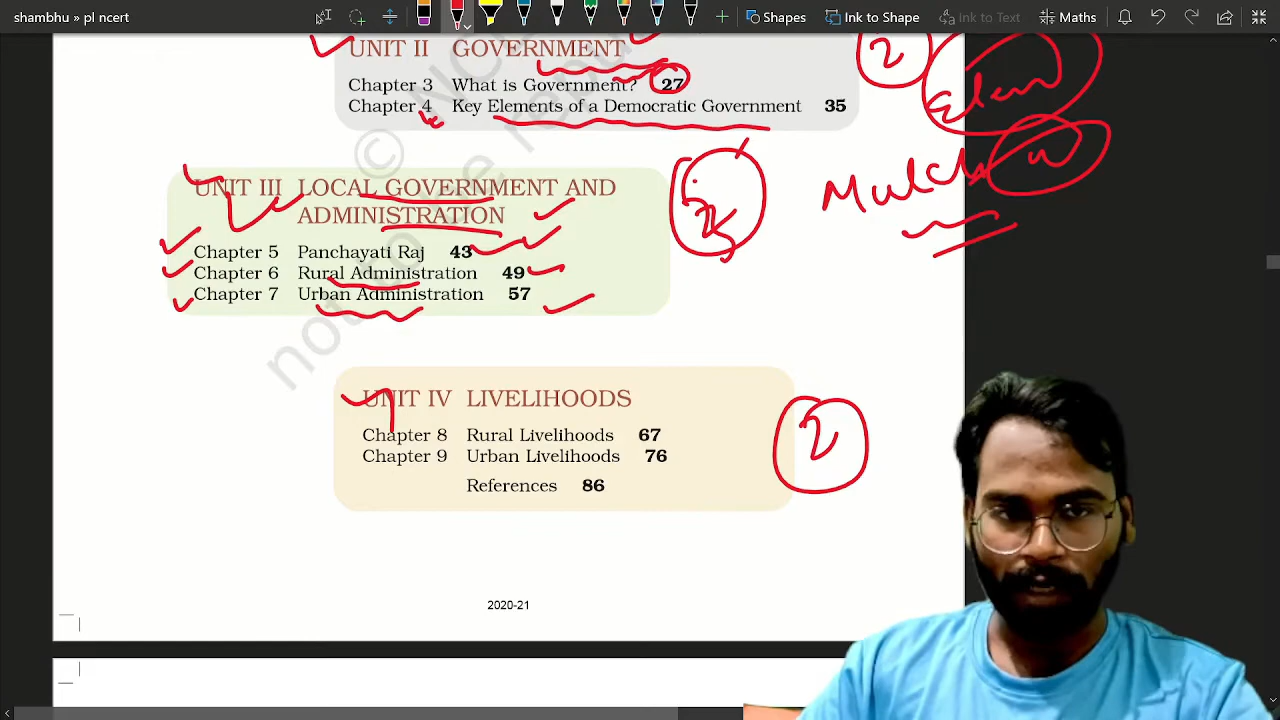 shambhu » pl ncert
Shapes
Ink to Shape
Ink to Text
Maths
UNIT II GOVERNMENT
Chapter 3 What is Government? 27
Chapter 4 Key Elements of a Democratic Government 35
2
UNIT III LOCAL GOVERNMENT AND
ADMINISTRATION
Chapter 5 Panchayati Raj 43
Chapter 6 Rural Administration 49
Chapter 7 Urban Administration 57
UNIT IV LIVELIHOODS
Chapter 8 Rural Livelihoods 67
Chapter 9 Urban Livelihoods 76
References 86
2
2020-21